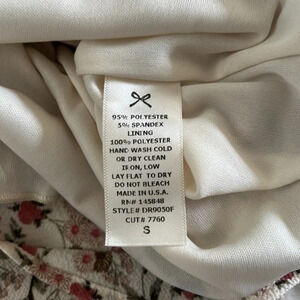 95% POLYESTER
5% SPANDEX
LINING
100% POLYESTER
HAND WASH COLD
OR DRY CLEAN
IRON, LOW
LAY FLAT TO DRY
DO NOT BLEACH
MADE IN U.S.A.
RN# 145848
STYLE# DR9050F
CUT# 7760
S